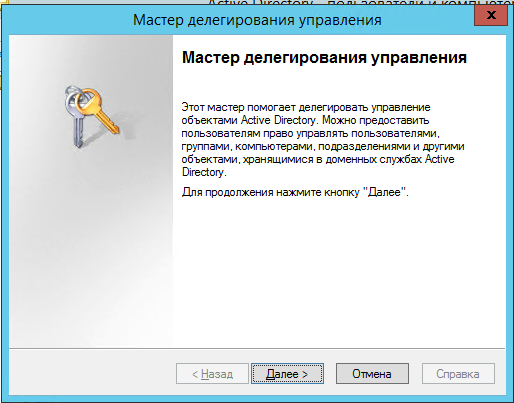 Active Directory - пользователи и компьютер
Мастер делегирования управления
x
Мастер делегирования управления
Этот мастер помогает делегировать управление
объектами Active Directory. Можно предоставить
пользователям право управлять пользователями,
группами, компьютерами, подразделениями и другими
объектами, хранящимися в доменных службах Active
Directory.
Для продолжения нажмите кнопку "Далее".
< Назад
Далее >
Отмена
Справка